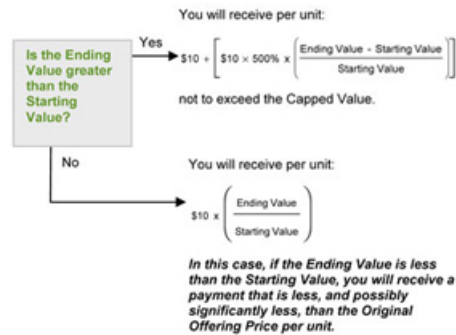 You will receive per unit:
Is the Ending
Value greater
than the
Starting
Value?
Yes
$10 + [ $10 × 500% x ( Ending Value - Starting Value
Starting Value ) ]
not to exceed the Capped Value.
No
You will receive per unit:
$10 x ( Ending Value
Starting Value )
In this case, if the Ending Value is less
than the Starting Value, you will receive a
payment that is less, and possibly
significantly less, than the Original
Offering Price per unit.